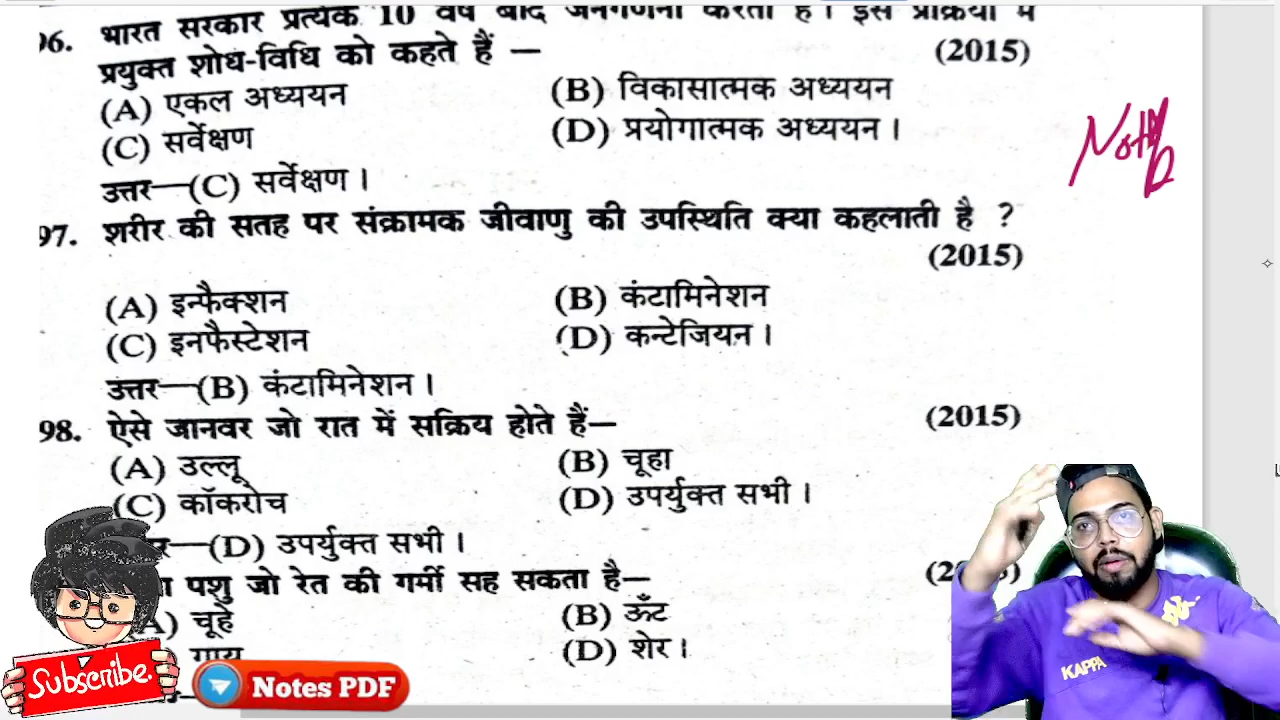 96. भारत सरकार प्रत्येक 10 वर्ष बाद जनगणना करती है। इस प्रक्रिया में
प्रयुक्त शोध-विधि को कहते हैं – (2015)
(A) एकल अध्ययन (B) विकासात्मक अध्ययन
(C) सर्वेक्षण (D) प्रयोगात्मक अध्ययन।
उत्तर—(C) सर्वेक्षण।
97. शरीर की सतह पर संक्रामक जीवाणु की उपस्थिति क्या कहलाती है ?
(2015)
(A) इन्फैक्शन (B) कंटामिनेशन
(C) इनफैस्टेशन (D) कन्टेजियन।
उत्तर—(B) कंटामिनेशन।
98. ऐसे जानवर जो रात में सक्रिय होते हैं— (2015)
(A) उल्लू (B) चूहा
(C) कॉकरोच (D) उपर्युक्त सभी।
—(D) उपर्युक्त सभी।
पशु जो रेत की गर्मी सह सकता है—
(A) चूहे (B) ऊँट
गाय (D) शेर।
Subscribe.
Notes PDF
KAPPA